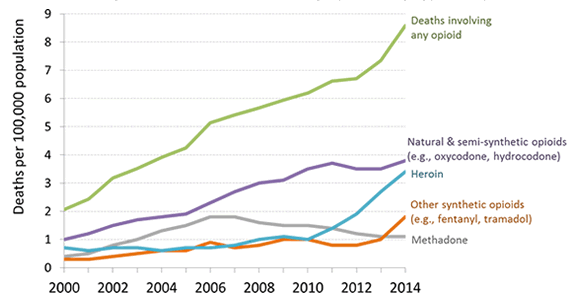 9
8
7
6
5
4
3
2
1
0
Deaths per 100,000 population
Deaths involving
any opioid
Natural & semi-synthetic opioids
(e.g., oxycodone, hydrocodone)
Heroin
Other synthetic opioids
(e.g., fentanyl, tramadol)
Methadone
2000 2002 2004 2006 2008 2010 2012 2014